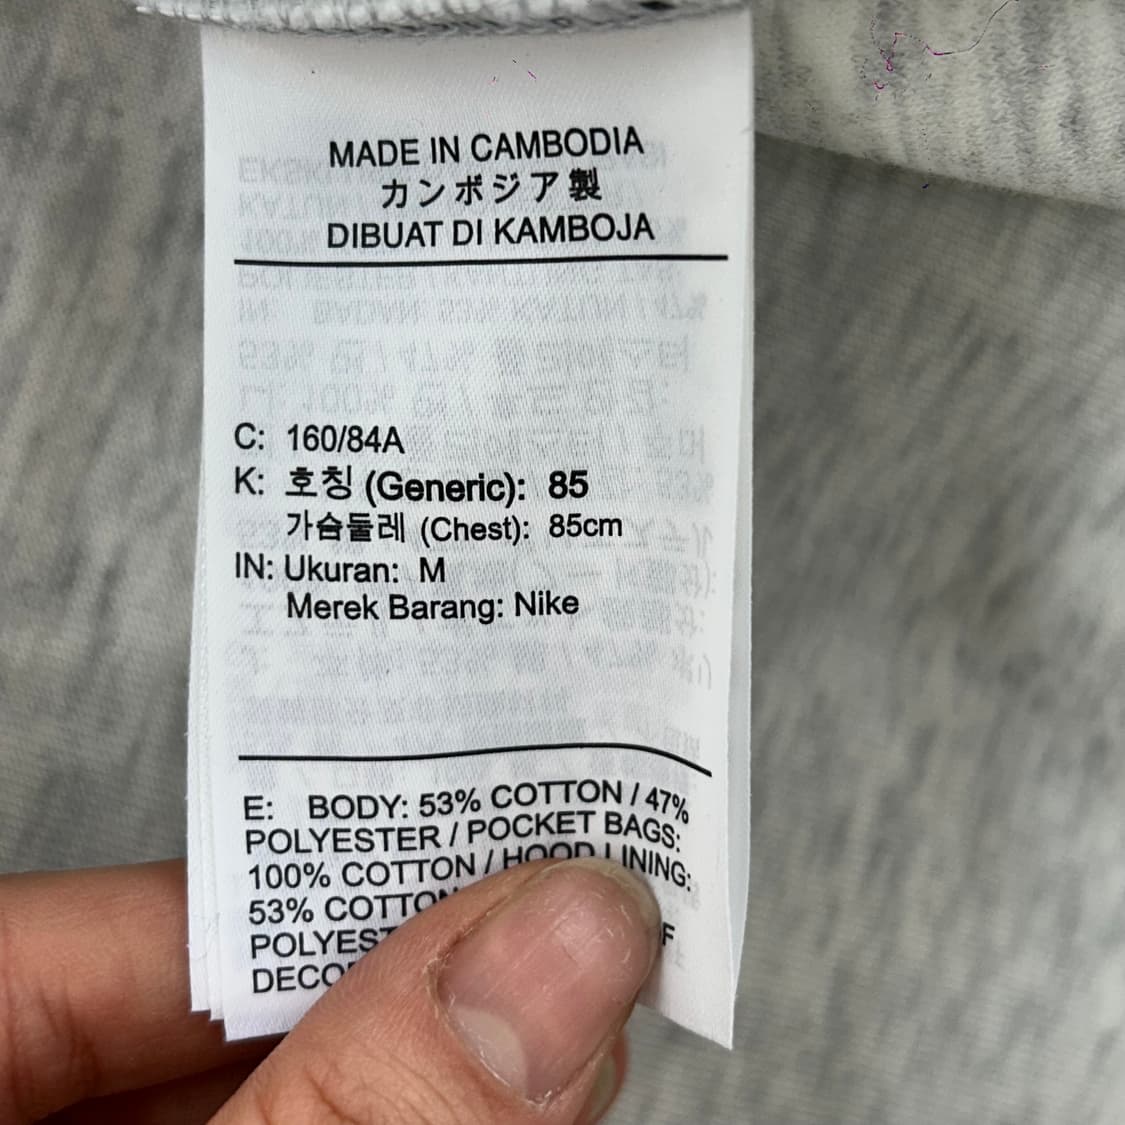 MADE IN CAMBODIA
カンボジア製
DIBUAT DI KAMBOJA
C: 160/84A
K: 호칭 (Generic): 85
가슴둘레 (Chest): 85cm
IN: Ukuran: M
Merek Barang: Nike
E: BODY: 53% COTTON / 47%
POLYESTER / POCKET BAGS:
100% COTTON / HOOD LINING:
53% COTTON